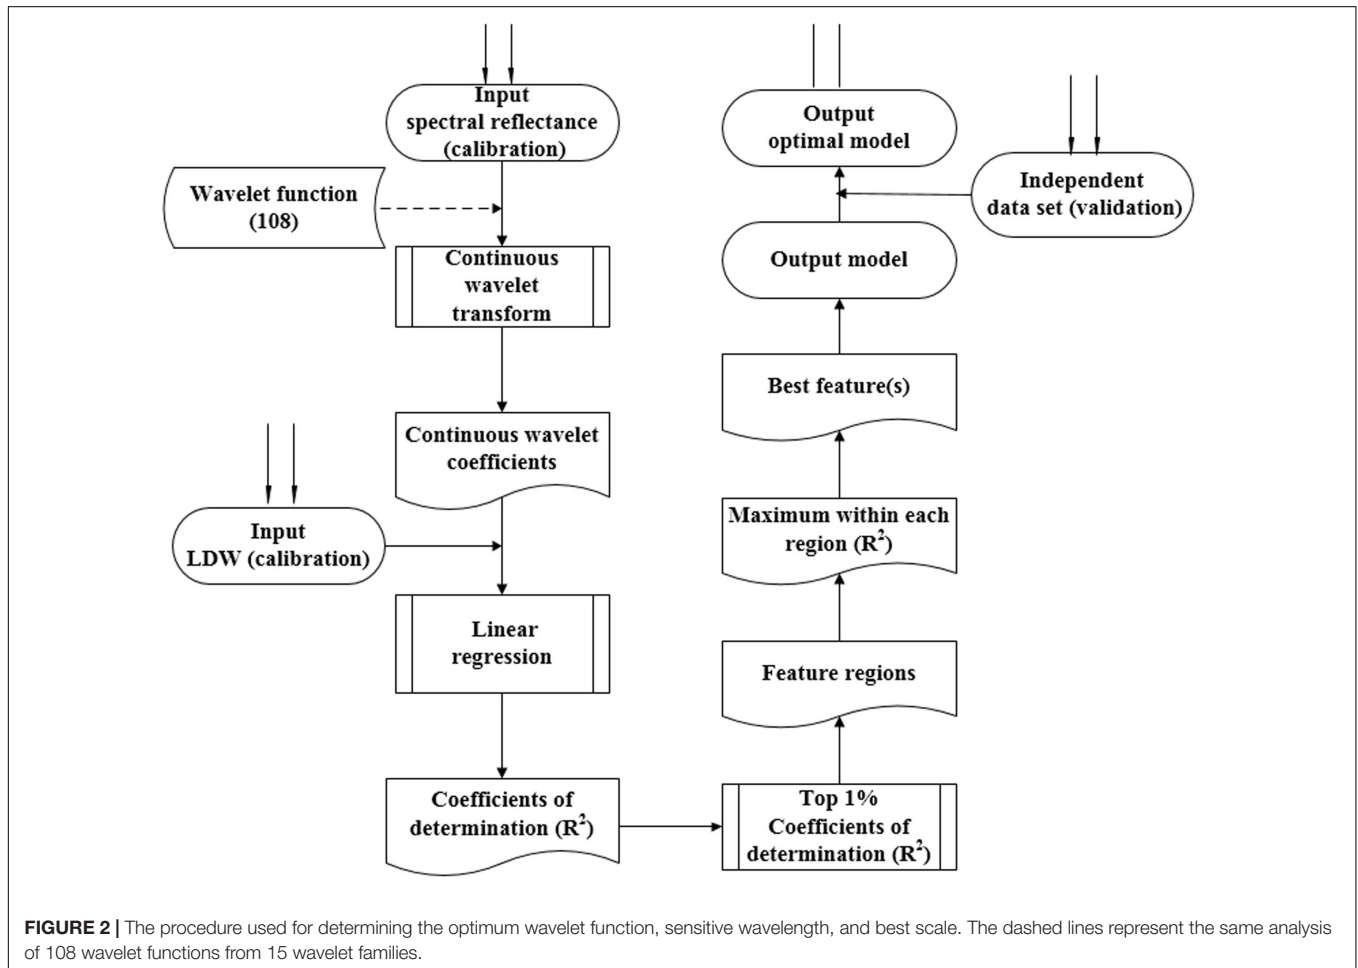 Input
spectral reflectance
(calibration)
Wavelet function
(108)
Continuous
wavelet
transform
Continuous wavelet
coefficients
Input
LDW (calibration)
Linear
regression
Coefficients of
determination (R²)
Top 1%
Coefficients of
determination (R²)
Feature regions
Maximum within each
region (R²)
Best feature(s)
Output model
Independent
data set (validation)
Output
optimal model
FIGURE 2 | The procedure used for determining the optimum wavelet function, sensitive wavelength, and best scale. The dashed lines represent the same analysis
of 108 wavelet functions from 15 wavelet families.